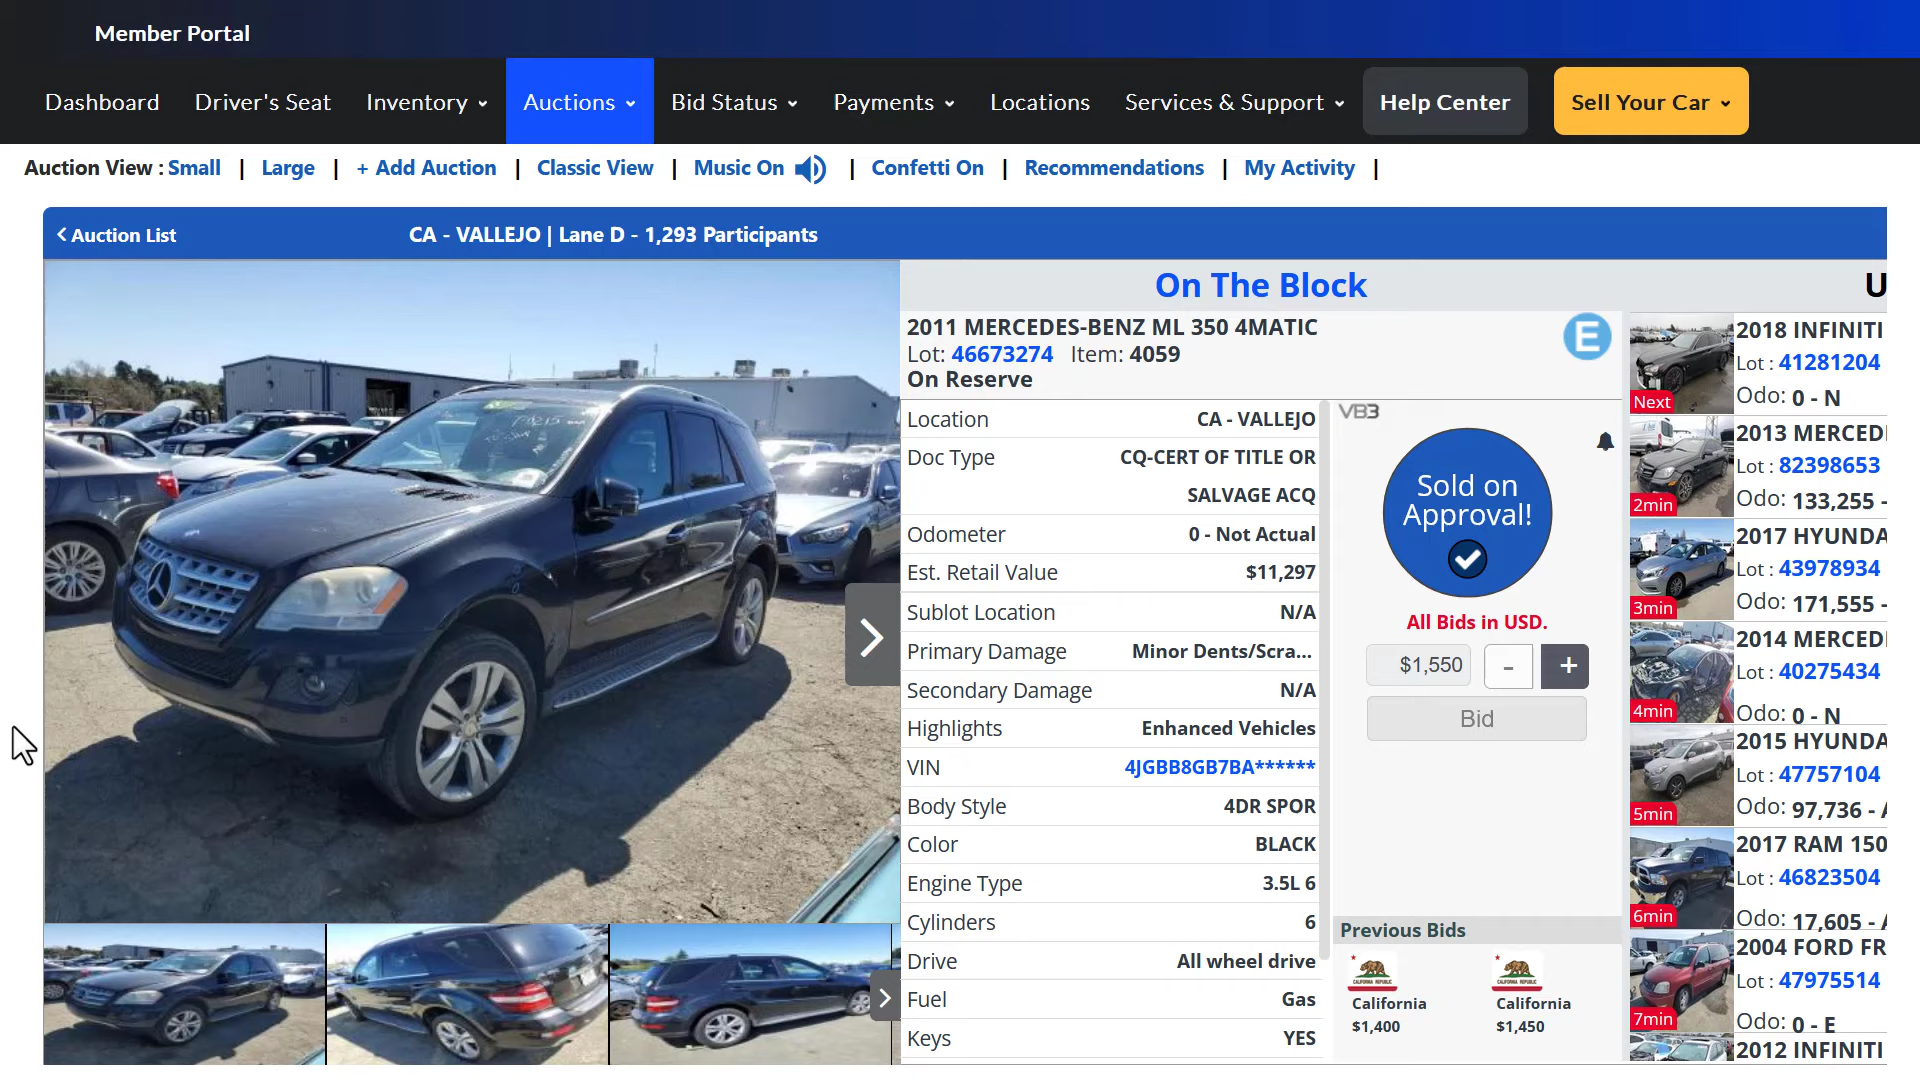 Member Portal
Dashboard
Driver's Seat
Inventory
Auctions
Bid Status
Payments
Locations
Services & Support
Help Center
Sell Your Car
Auction View : Small | Large | + Add Auction | Classic View | Music On | Confetti On | Recommendations | My Activity |
Auction List
CA - VALLEJO | Lane D - 1,293 Participants
On The Block
2011 MERCEDES-BENZ ML 350 4MATIC
Lot: 46673274 Item: 4059
On Reserve
E
Location CA - VALLEJO
Doc Type CQ-CERT OF TITLE OR
SALVAGE ACQ
Odometer 0 - Not Actual
Est. Retail Value $11,297
Sublot Location N/A
Primary Damage Minor Dents/Scra...
Secondary Damage N/A
Highlights Enhanced Vehicles
VIN 4JGBB8GB7BA******
Body Style 4DR SPOR
Color BLACK
Engine Type 3.5L 6
Cylinders 6
Drive All wheel drive
Fuel Gas
Keys YES
VB3
Sold on
Approval!
All Bids in USD.
$1,550
-
+
Bid
Previous Bids
California
$1,400
California
$1,450
U
2018 INFINITI
Lot : 41281204
Odo: 0 - N
Next
2013 MERCEDI
Lot : 82398653
Odo: 133,255 -
2min
2017 HYUNDA
Lot : 43978934
Odo: 171,555 -
3min
2014 MERCEDI
Lot : 40275434
Odo: 0 - N
4min
2015 HYUNDA
Lot : 47757104
Odo: 97,736 - A
5min
2017 RAM 150
Lot : 46823504
Odo: 17,605 - A
6min
2004 FORD FR
Lot : 47975514
Odo: 0 - E
7min
2012 INFINITI